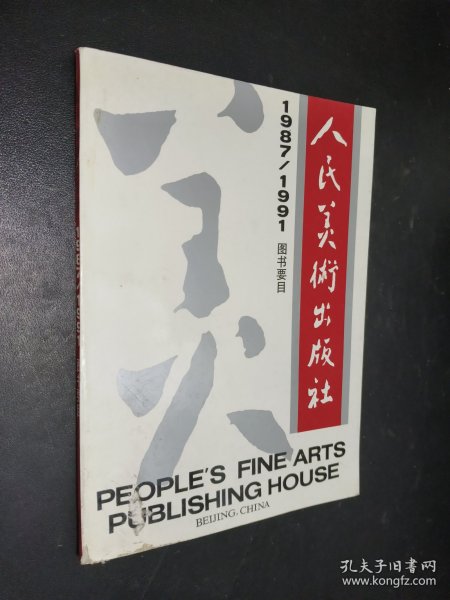 人民美術出版社
1987/1991
图书要目
美
PEOPLE'S FINE ARTS
PUBLISHING HOUSE
BEIJING, CHINA
孔夫子旧书网
www.kongfz.com